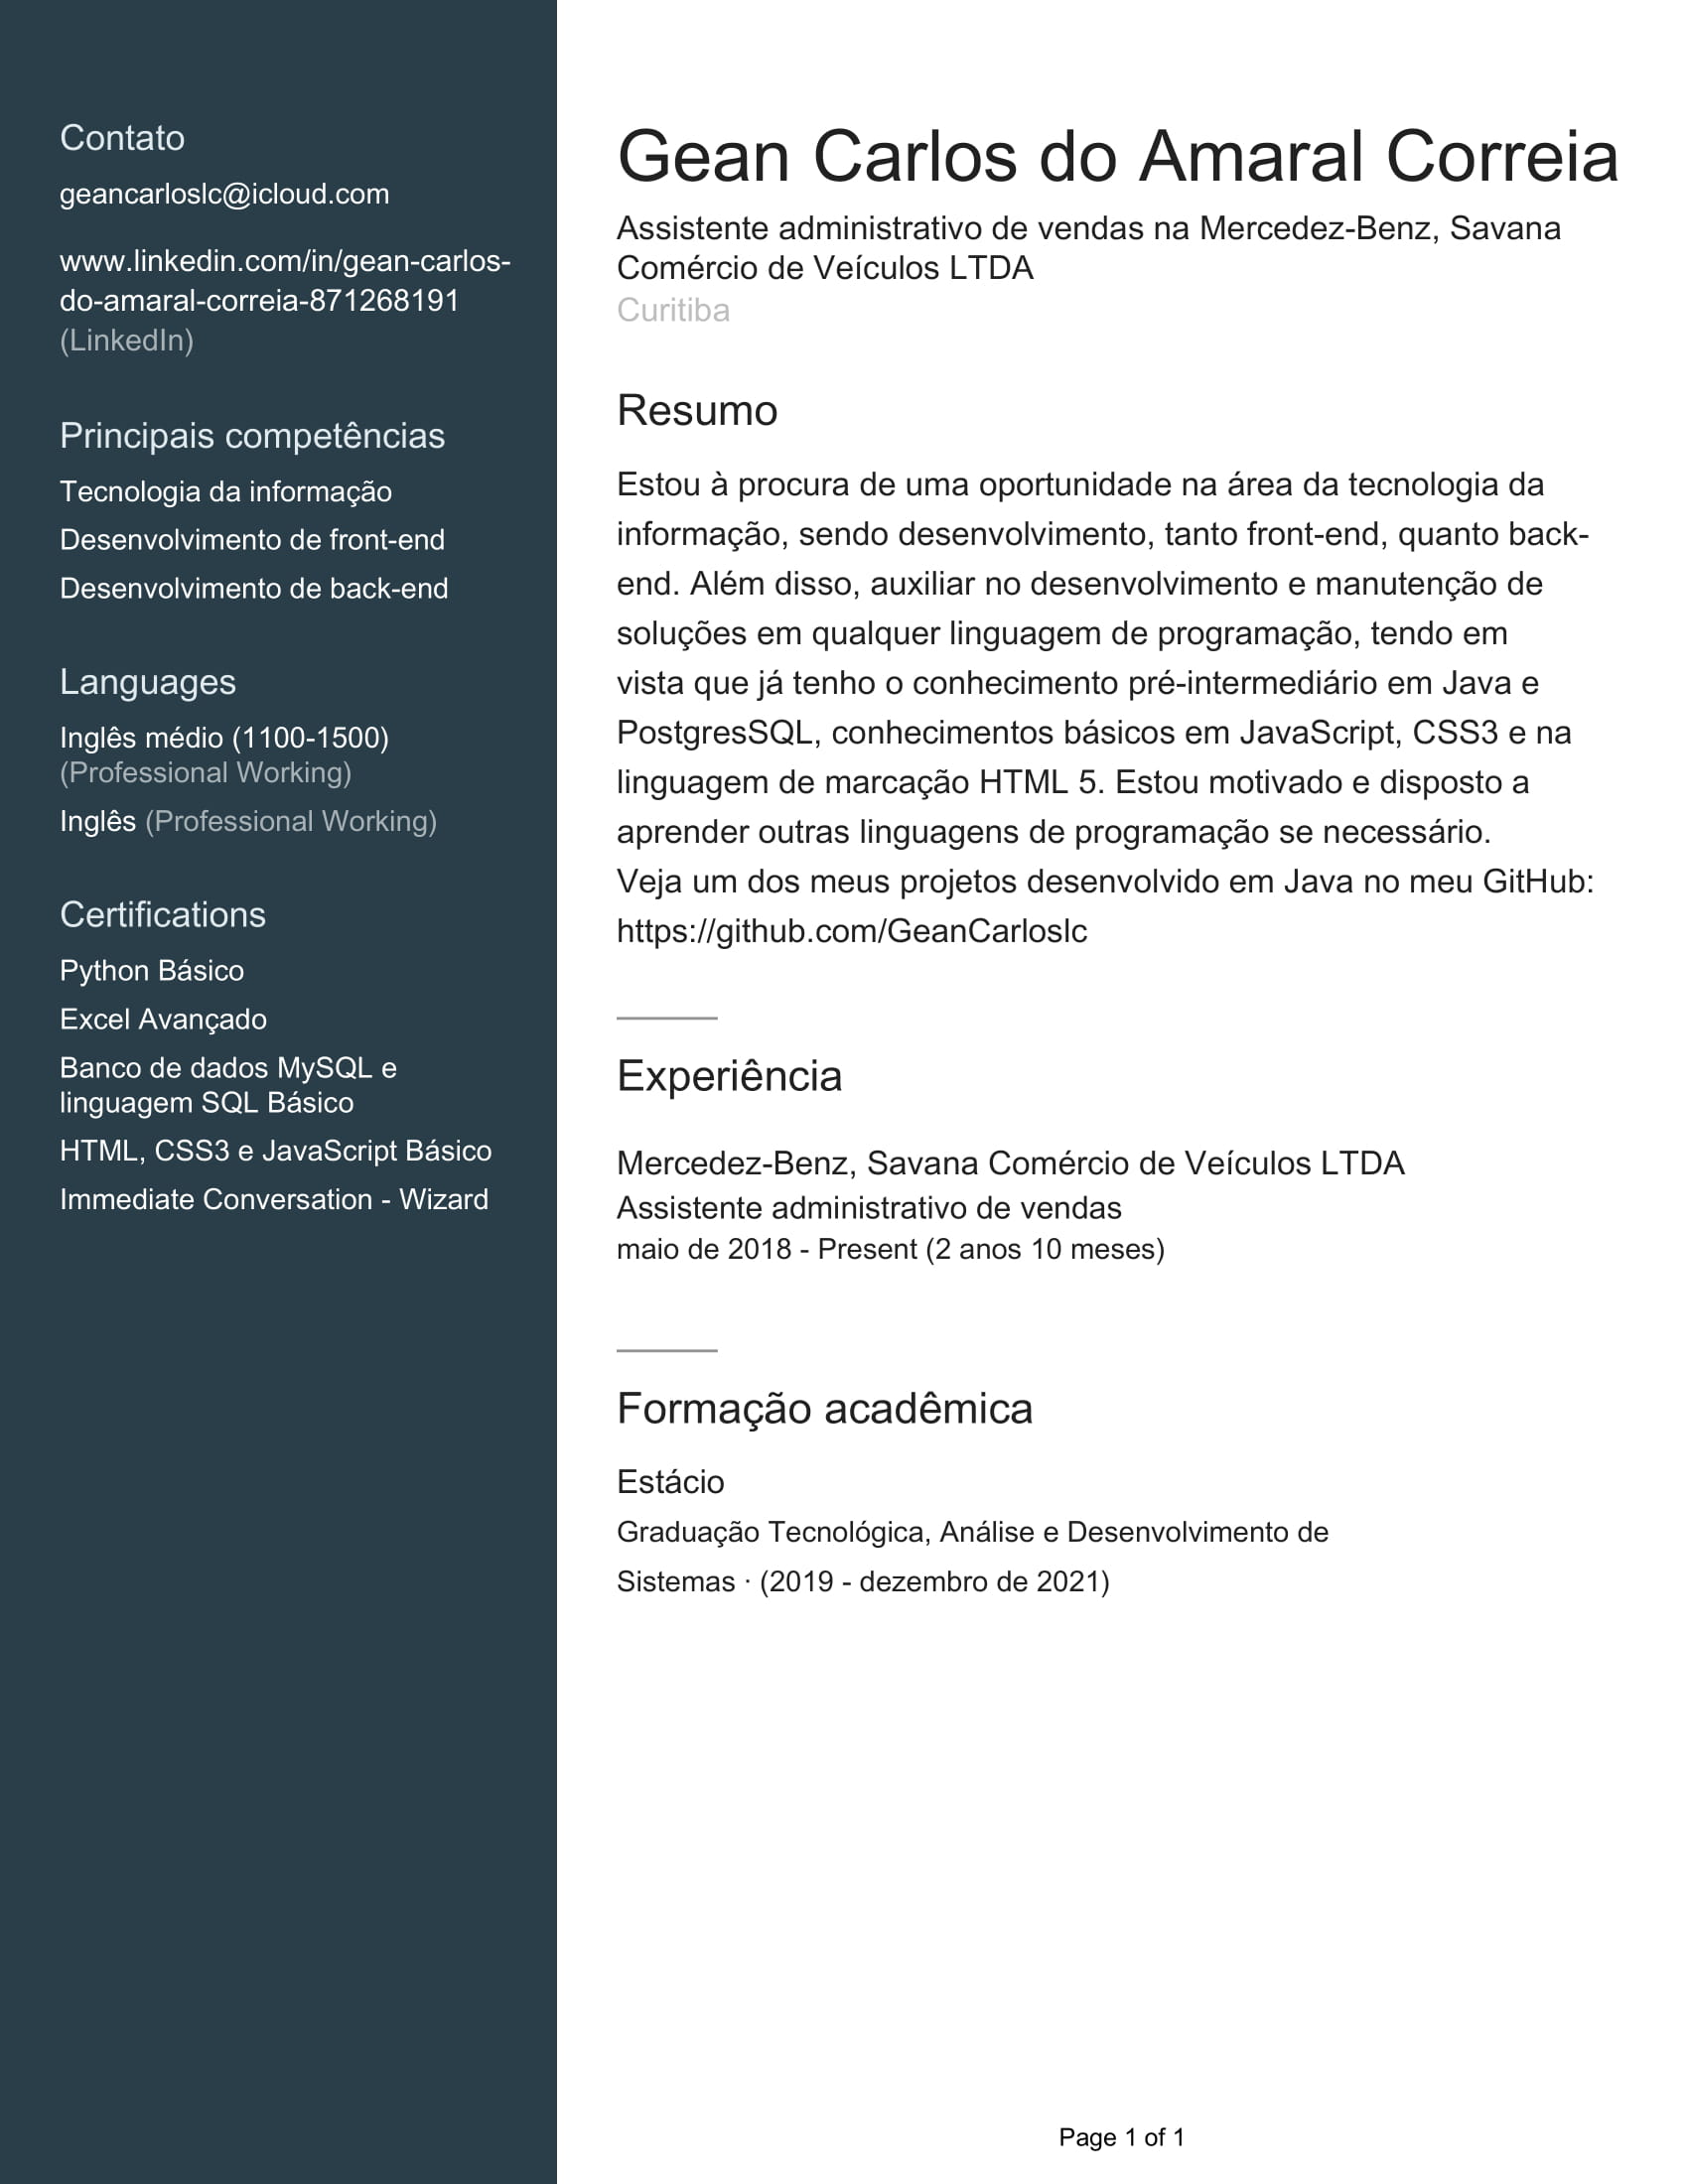 Contato
geancarloslc@icloud.com
www.linkedin.com/in/gean-carlos-
do-amaral-correia-871268191
(LinkedIn)
Principais competências
Tecnologia da informação
Desenvolvimento de front-end
Desenvolvimento de back-end
Languages
Inglês médio (1100-1500)
(Professional Working)
Inglês (Professional Working)
Certifications
Python Básico
Excel Avançado
Banco de dados MySQL e
linguagem SQL Básico
HTML, CSS3 e JavaScript Básico
Immediate Conversation - Wizard
Gean Carlos do Amaral Correia
Assistente administrativo de vendas na Mercedez-Benz, Savana
Comércio de Veículos LTDA
Curitiba
Resumo
Estou à procura de uma oportunidade na área da tecnologia da
informação, sendo desenvolvimento, tanto front-end, quanto back-
end. Além disso, auxiliar no desenvolvimento e manutenção de
soluções em qualquer linguagem de programação, tendo em
vista que já tenho o conhecimento pré-intermediário em Java e
PostgresSQL, conhecimentos básicos em JavaScript, CSS3 e na
linguagem de marcação HTML 5. Estou motivado e disposto a
aprender outras linguagens de programação se necessário.
Veja um dos meus projetos desenvolvido em Java no meu GitHub:
https://github.com/GeanCarloslc
Experiência
Mercedez-Benz, Savana Comércio de Veículos LTDA
Assistente administrativo de vendas
maio de 2018 - Present (2 anos 10 meses)
Formação acadêmica
Estácio
Graduação Tecnológica, Análise e Desenvolvimento de
Sistemas · (2019 - dezembro de 2021)
Page 1 of 1